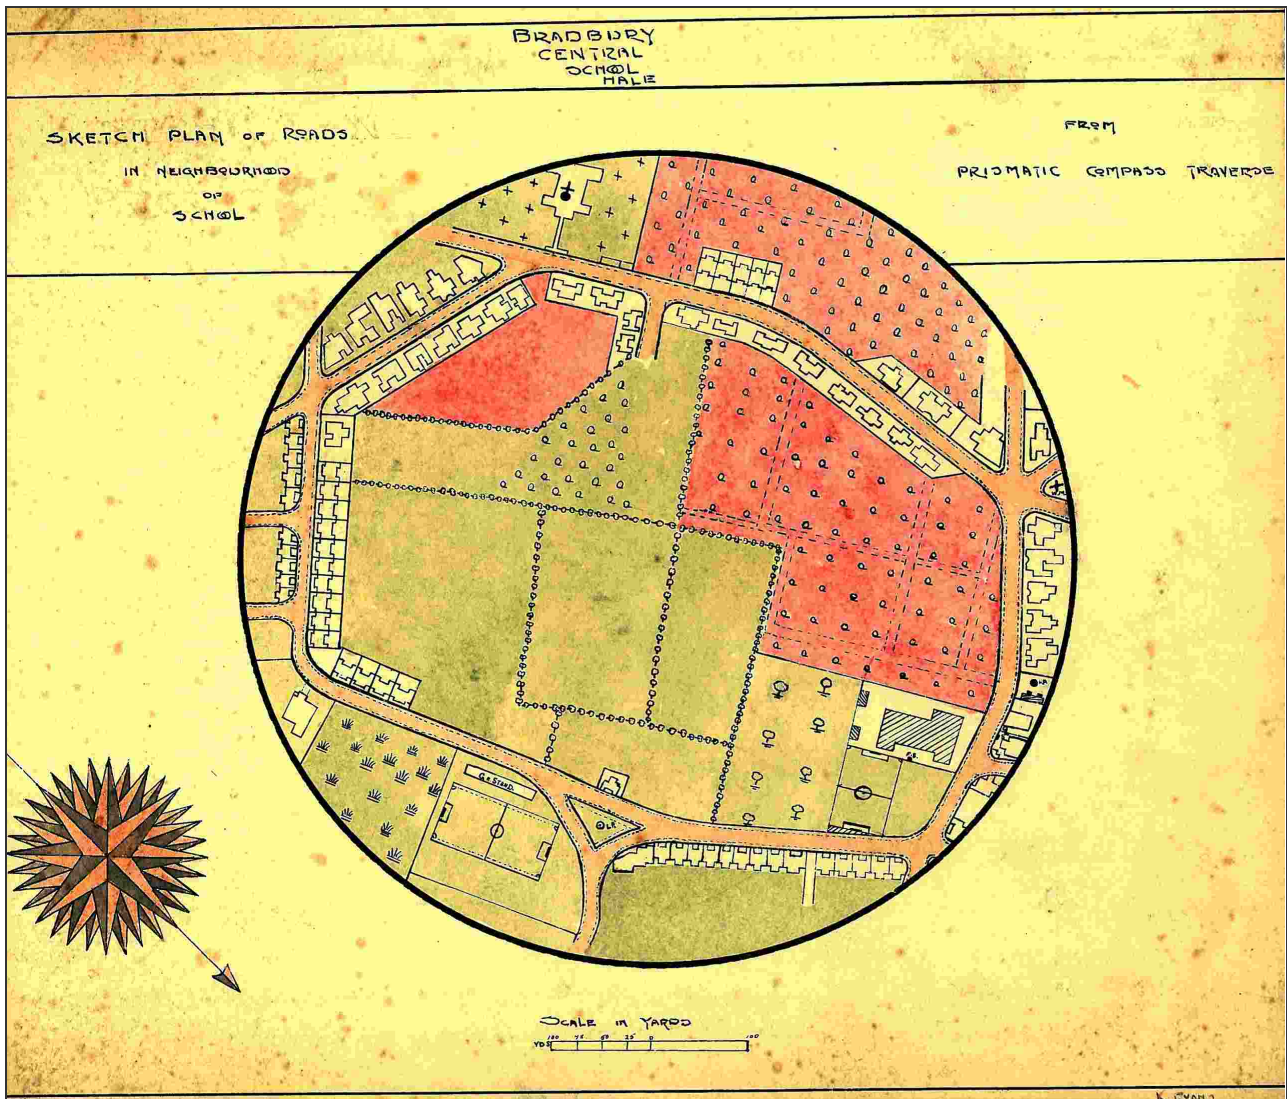 BRADBURY
CENTRAL
SCHOOL
HALE
SKETCH PLAN OF ROADS
IN NEIGHBOURHOOD
OF
SCHOOL
FROM
PRISMATIC COMPASS TRAVERSE
G. STAND.
L.P.
SCALE IN YARDS
YDS 100 75 50 25 0 100